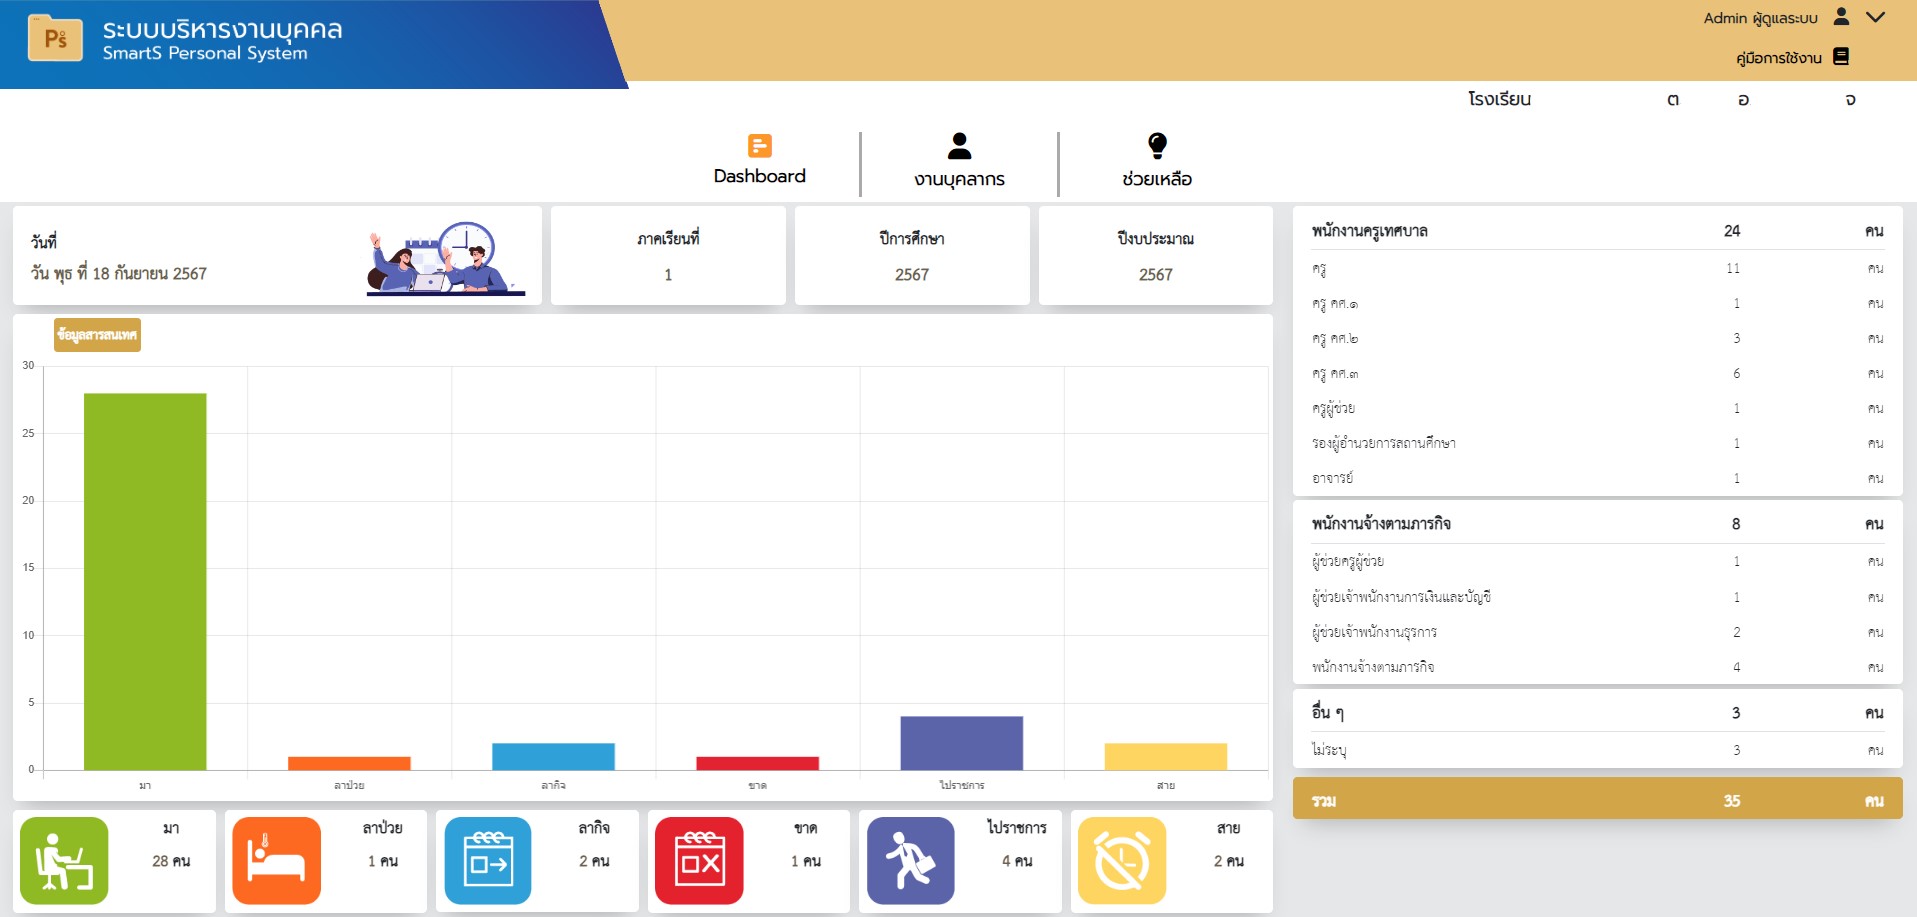 Ps
ระบบบริหารงานบุคคล
SmartS Personal System
Admin ผู้ดูแลระบบ
คู่มือการใช้งาน
โรงเรียน ต อ จ
Dashboard
งานบุคลากร
ช่วยเหลือ
วันที่
วัน พุธ ที่ 18 กันยายน 2567
ภาคเรียนที่
1
ปีการศึกษา
2567
ปีงบประมาณ
2567
ข้อมูลสารสนเทศ
30
25
20
15
10
5
0
มา ลาป่วย ลากิจ ขาด ไปราชการ สาย
มา
28 คน
ลาป่วย
1 คน
ลากิจ
2 คน
ขาด
1 คน
ไปราชการ
4 คน
สาย
2 คน
พนักงานครูเทศบาล 24 คน
ครู 11 คน
ครู คศ.๑ 1 คน
ครู คศ.๒ 3 คน
ครู คศ.๓ 6 คน
ครูผู้ช่วย 1 คน
รองผู้อำนวยการสถานศึกษา 1 คน
อาจารย์ 1 คน
พนักงานจ้างตามภารกิจ 8 คน
ผู้ช่วยครูผู้ช่วย 1 คน
ผู้ช่วยเจ้าพนักงานการเงินและบัญชี 1 คน
ผู้ช่วยเจ้าพนักงานธุรการ 2 คน
พนักงานจ้างตามภารกิจ 4 คน
อื่น ๆ 3 คน
ไม่ระบุ 3 คน
รวม 35 คน